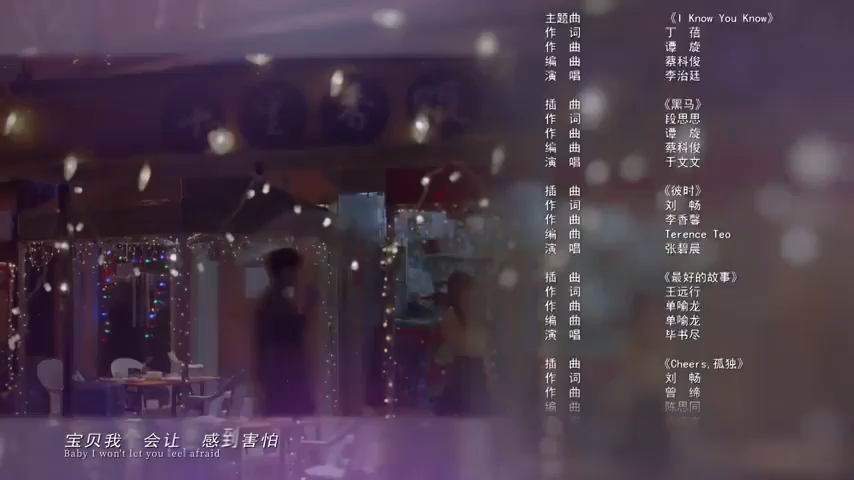 主题曲 《I Know You Know》
作 词 丁 蓓
作 曲 谭 旋
编 曲 蔡科俊
演 唱 李治廷
插 曲 《黑马》
作 词 段思思
作 曲 谭 旋
编 曲 蔡科俊
演 唱 于文文
插 曲 《彼时》
作 词 刘 畅
作 曲 李香馨
编 曲 Terence Teo
演 唱 张碧晨
插 曲 《最好的故事》
作 词 王远行
作 曲 单喻龙
编 曲 单喻龙
演 唱 毕书尽
插 曲 《Cheers,孤独》
作 词 刘 畅
作 曲 曾 缔
编 曲 陈思同
宝贝我 会让 感到害怕
Baby I won't let you feel afraid